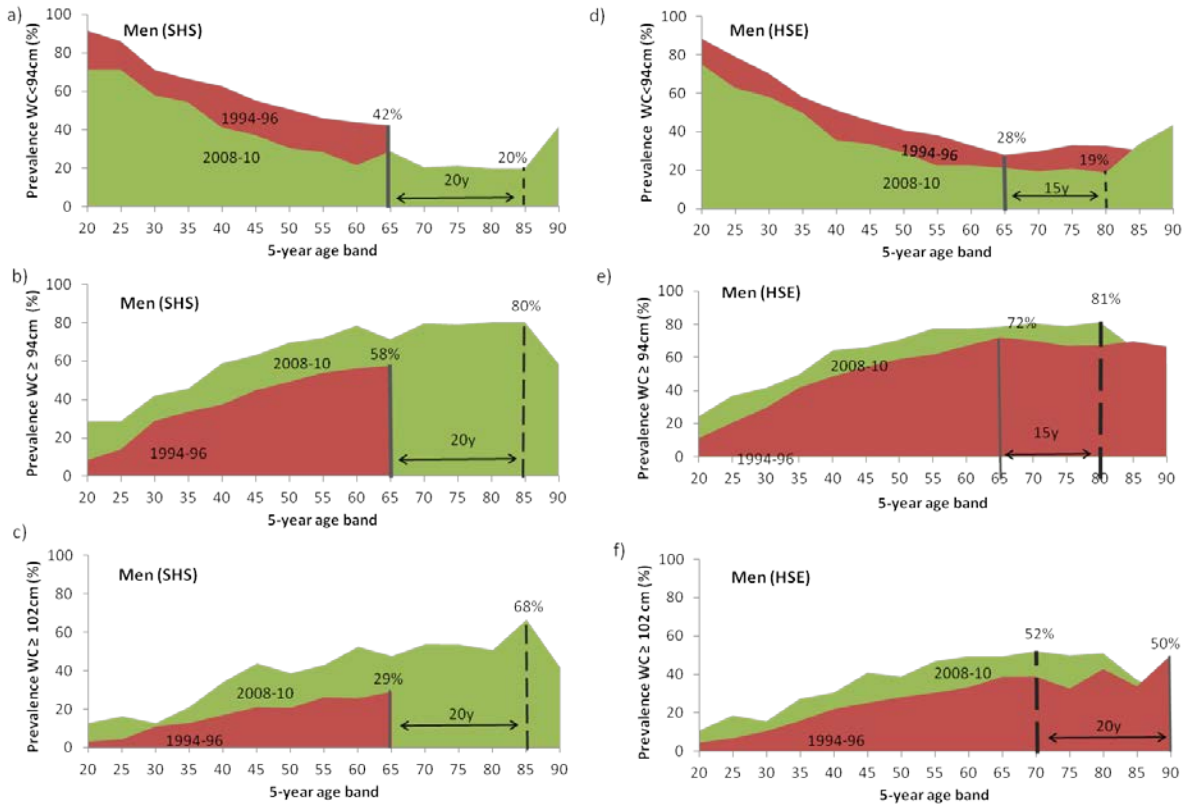 a)
Men (SHS)
Prevalence WC<94cm (%)
100
80
60
40
20
0
1994-96
2008-10
42%
20%
20y
20 25 30 35 40 45 50 55 60 65 70 75 80 85 90
5-year age band
d)
Men (HSE)
Prevalence WC<94cm (%)
100
80
60
40
20
0
1994-96
2008-10
28%
19%
15y
20 25 30 35 40 45 50 55 60 65 70 75 80 85 90
5-year age band
b)
Men (SHS)
Prevalence WC ≥ 94cm (%)
100
80
60
40
20
0
80%
58%
2008-10
1994-96
20y
20 25 30 35 40 45 50 55 60 65 70 75 80 85 90
5-year age band
e)
Men (HSE)
Prevalence WC ≥ 94cm (%)
100
80
60
40
20
0
81%
72%
2008-10
1994-96
15y
20 25 30 35 40 45 50 55 60 65 70 75 80 85 90
5-year age band
c)
Men (SHS)
Prevalence WC ≥ 102cm (%)
100
80
60
40
20
0
68%
29%
2008-10
1994-96
20y
20 25 30 35 40 45 50 55 60 65 70 75 80 85 90
5-year age band
f)
Men (HSE)
Prevalence WC ≥ 102 cm (%)
100
80
60
40
20
0
52%
50%
2008-10
1994-96
20y
20 25 30 35 40 45 50 55 60 65 70 75 80 85 90
5-year age band